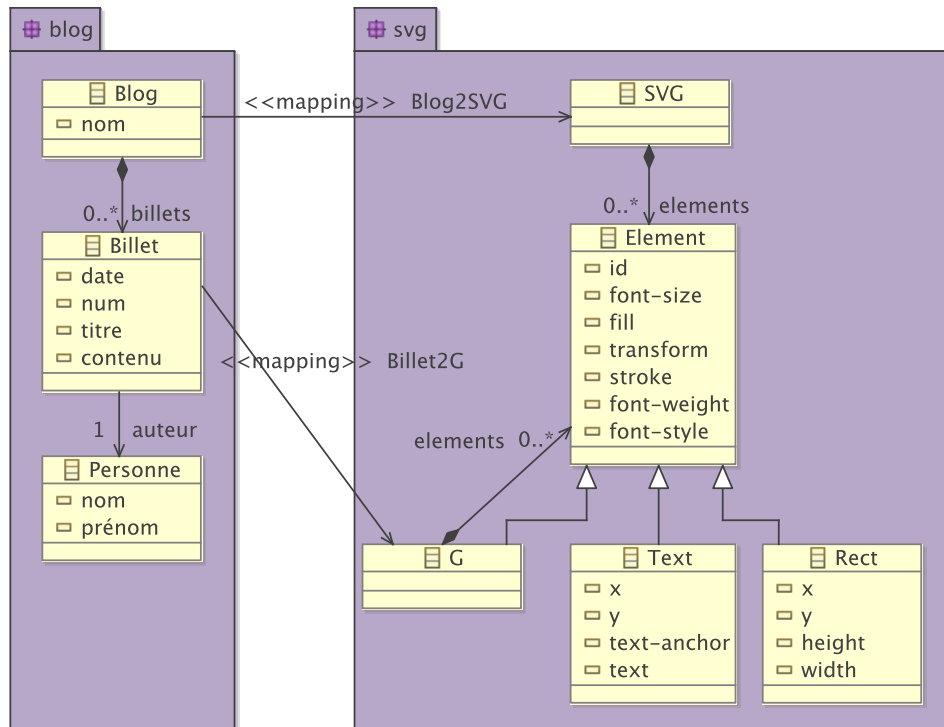 blog
svg
Blog
nom
<<mapping>> Blog2SVG
SVG
0..* billets
0..* elements
Billet
date
num
titre
contenu
Element
id
font-size
fill
transform
stroke
font-weight
font-style
<<mapping>> Billet2G
1 auteur
elements 0..*
Personne
nom
prénom
G
Text
x
y
text-anchor
text
Rect
x
y
height
width